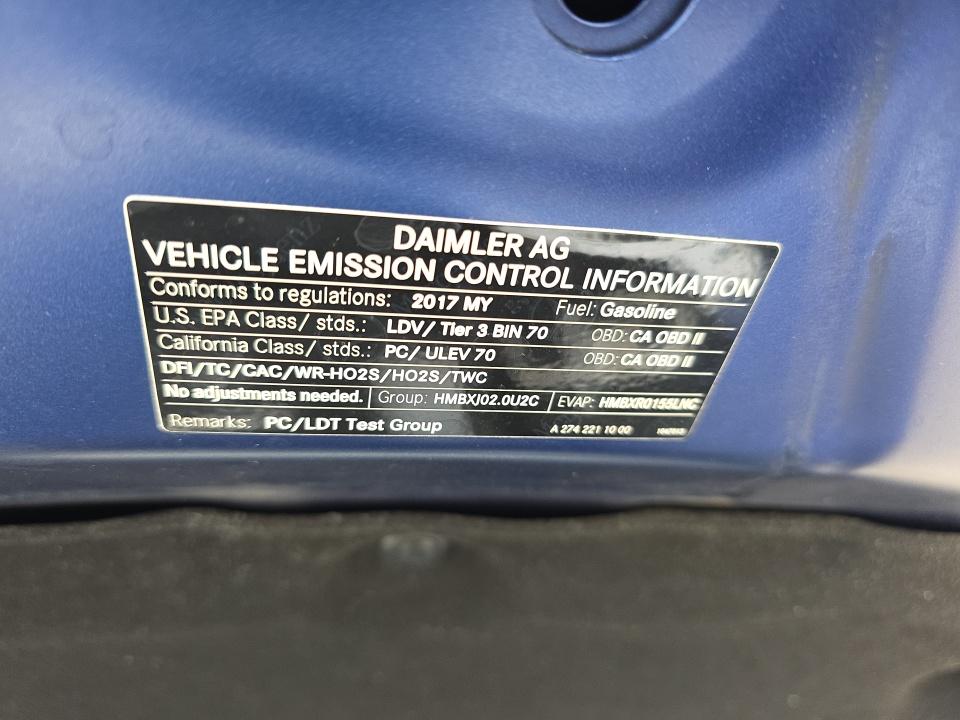 DAIMLER AG
VEHICLE EMISSION CONTROL INFORMATION
Conforms to regulations: 2017 MY Fuel: Gasoline
U.S. EPA Class/ stds.: LDV/ Tier 3 BIN 70 OBD: CA OBD II
California Class/ stds.: PC/ ULEV 70 OBD: CA OBD II
DFI/TC/CAC/WR-HO2S/HO2S/TWC
No adjustments needed. Group: HMBXJ02.0U2C EVAP: HMBXR0155LNC
Remarks: PC/LDT Test Group A 274 221 10 00